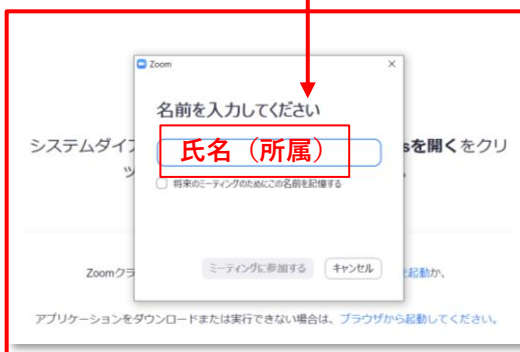 Zoom
名前を入力してください
システムダイア sを開くをクリ
氏名（所属）
ッ 。
将来のミーティングのためにこの名前を記憶する
ミーティングに参加する キャンセル
Zoomクラ を起動か、
アプリケーションをダウンロードまたは実行できない場合は、ブラウザから起動してください。